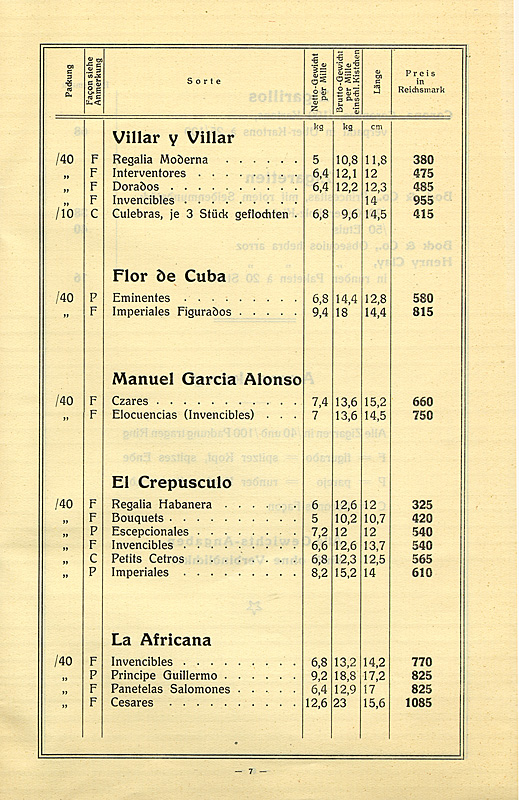 Packung Façon siehe Anmerkung Sorte Netto-Gewicht per Mille Brutto-Gewicht per Mille einschl. Kistchen Länge Preis in Reichsmark
kg kg cm
Villar y Villar
/40 F Regalia Moderna . . . . . . 5 10,8 11,8 380
„ F Interventores . . . . . . . . 6,4 12,1 12 475
„ F Dorados . . . . . . . . . . 6,4 12,2 12,3 485
„ F Invencibles . . . . . . . . . 14 955
/10 C Culebras, je 3 Stück geflochten . 6,8 9,6 14,5 415
Flor de Cuba
/40 P Eminentes . . . . . . . . . 6,8 14,4 12,8 580
„ F Imperiales Figurados . . . . . 9,4 18 14,4 815
Manuel Garcia Alonso
/40 F Czares . . . . . . . . . . . 7,4 13,6 15,2 660
„ F Elocuencias (Invencibles) . . . 7 13,6 14,5 750
El Crepusculo
/40 F Regalia Habanera . . . . . . 6 12,6 12 325
„ F Bouquets . . . . . . . . . . 5 10,2 10,7 420
„ P Escepcionales . . . . . . . . 7,2 12 12 540
„ F Invencibles . . . . . . . . . 6,6 12,6 13,7 540
„ C Petits Cetros . . . . . . . . . 6,8 12,3 12,5 565
„ P Imperiales . . . . . . . . . . 8,2 15,2 14 610
La Africana
/40 F Invencibles . . . . . . . . . 6,8 13,2 14,2 770
„ P Principe Guillermo . . . . . . 9,2 18,8 17,2 825
„ F Panetelas Salomones . . . . . 6,4 12,9 17 825
„ F Cesares . . . . . . . . . . 12,6 23 15,6 1085
— 7 —